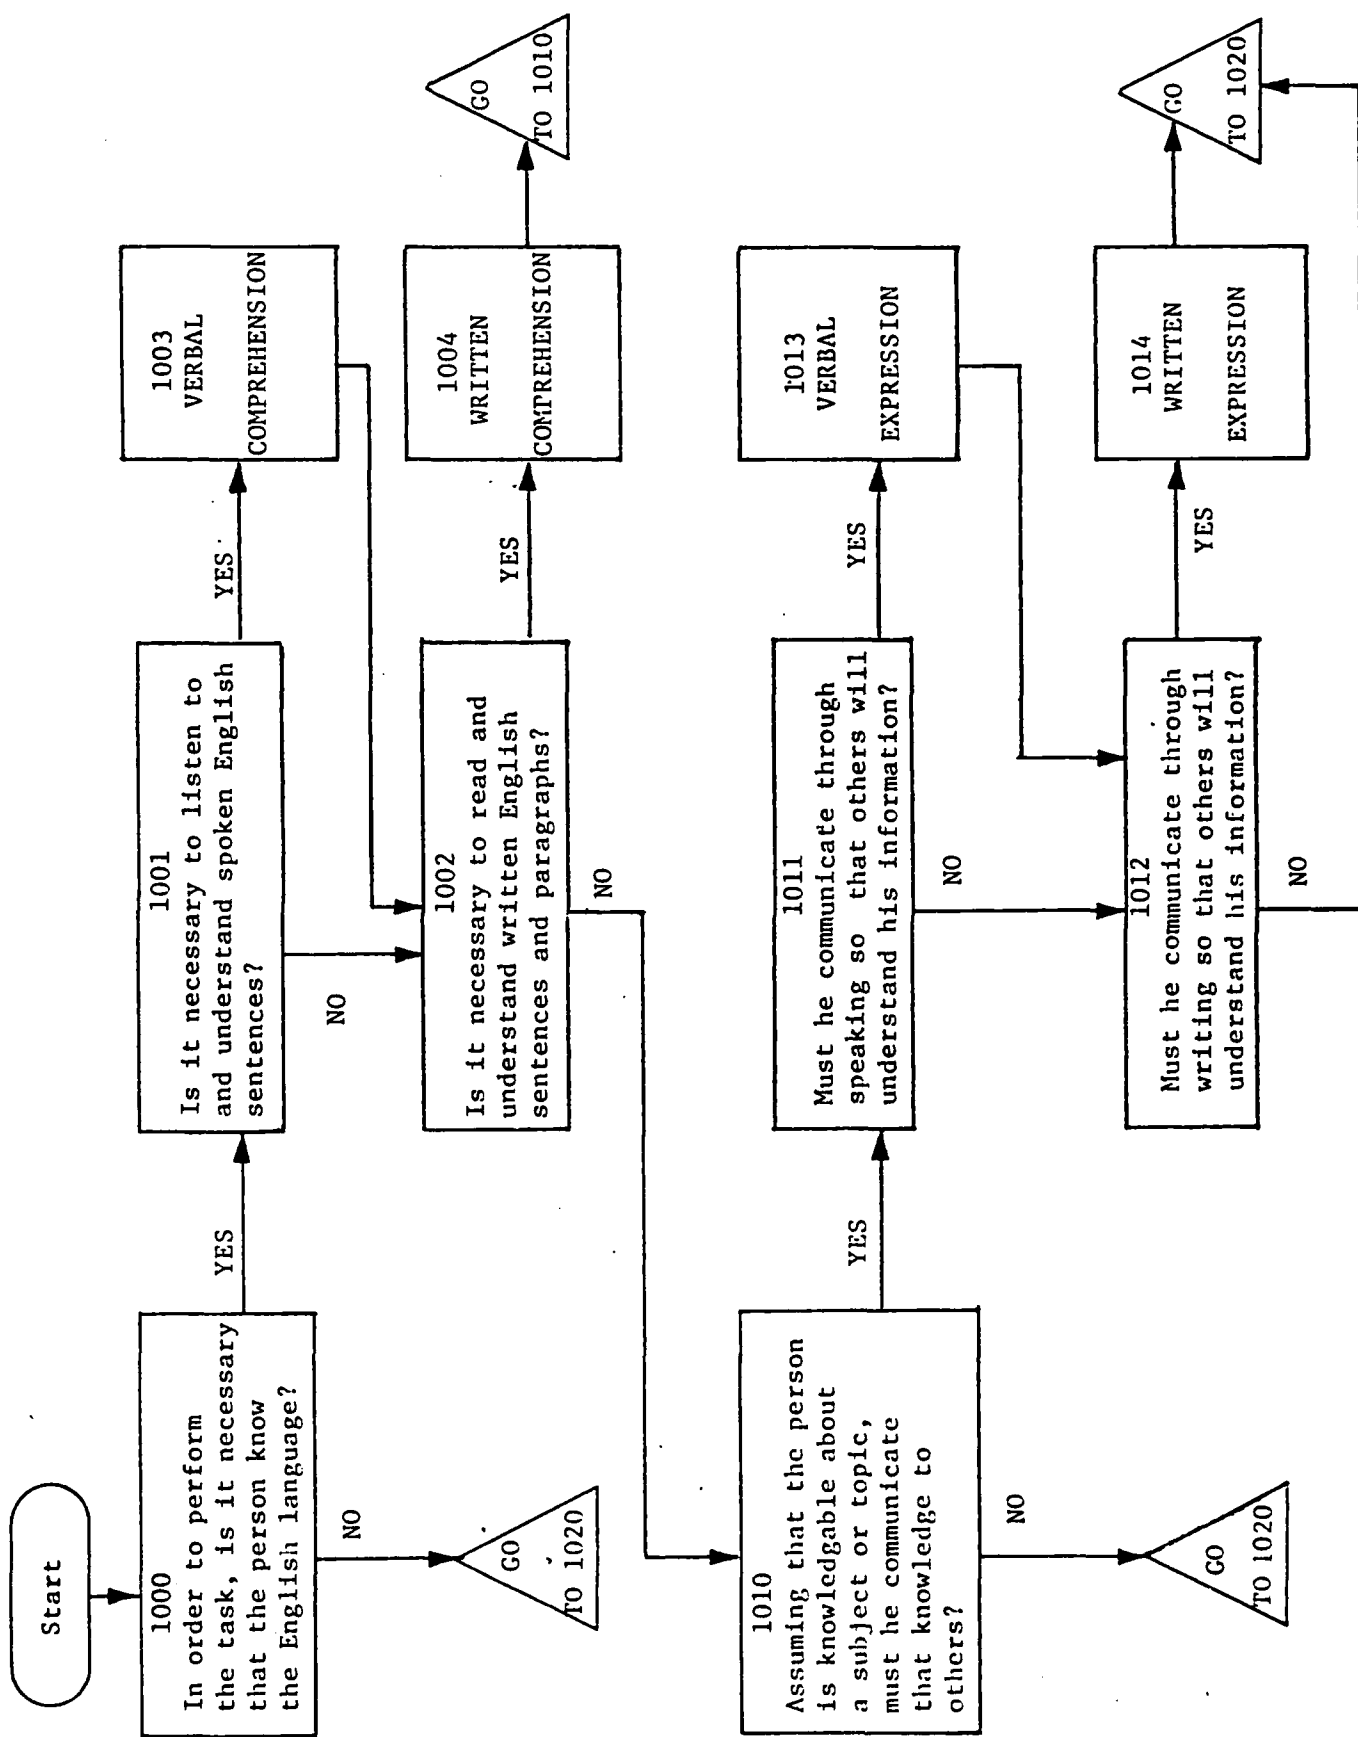 Start
1000
In order to perform
the task, is it necessary
that the person know
the English language?
YES
NO
GO
TO 1020
1001
Is it necessary to listen to
and understand spoken English
sentences?
YES
NO
1003
VERBAL
COMPREHENSION
1002
Is it necessary to read and
understand written English
sentences and paragraphs?
YES
NO
1004
WRITTEN
COMPREHENSION
GO
TO 1010
1010
Assuming that the person
is knowledgable about
a subject or topic,
must he communicate
that knowledge to
others?
YES
NO
GO
TO 1020
1011
Must he communicate through
speaking so that others will
understand his information?
YES
NO
1013
VERBAL
EXPRESSION
1012
Must he communicate through
writing so that others will
understand his information?
YES
NO
1014
WRITTEN
EXPRESSION
GO
TO 1020